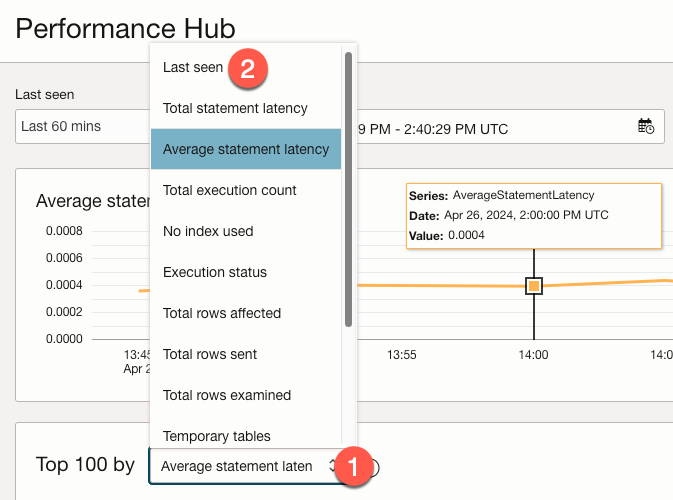 Performance Hub
Last seen
Last 60 mins
9 PM - 2:40:29 PM UTC
Last seen
2
Total statement latency
Average statement latency
Total execution count
No index used
Execution status
Total rows affected
Total rows sent
Total rows examined
Temporary tables
Average stater
Series: AverageStatementLatency
Date: Apr 26, 2024, 2:00:00 PM UTC
Value: 0.0004
0.0008
0.0006
0.0004
0.0002
0.0000
13:45
Apr 2
13:55
14:00
14:0
Top 100 by
Average statement laten
1